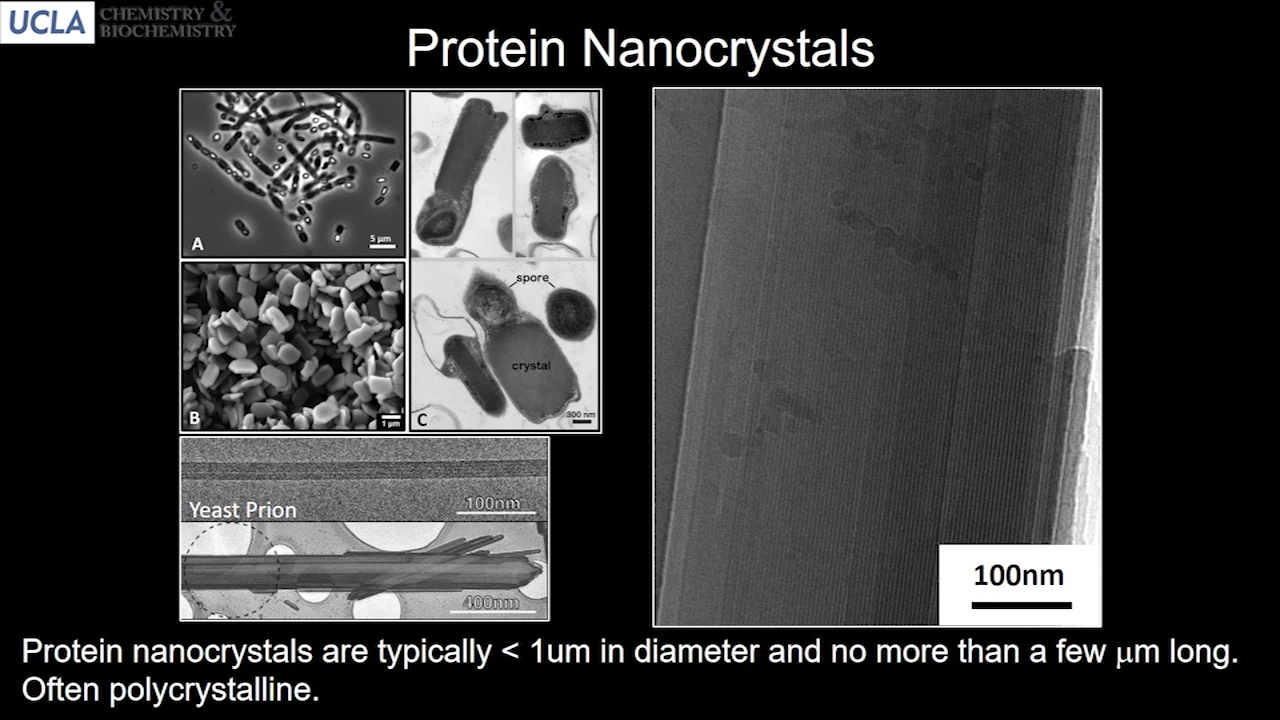 UCLA
CHEMISTRY &
BIOCHEMISTRY
Protein Nanocrystals
A
5 µm
B
1 µm
spore
crystal
C
300 nm
Yeast Prion
100nm
400nm
100nm
Protein nanocrystals are typically < 1um in diameter and no more than a few µm long.
Often polycrystalline.